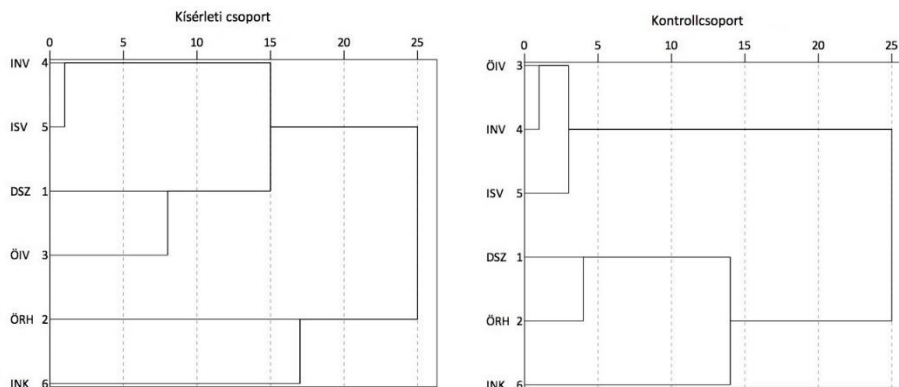 Kísérleti csoport
0 5 10 15 20 25
INV 4
ISV 5
DSZ 1
ÖIV 3
ÖRH 2
INK 6
Kontrollcsoport
0 5 10 15 20 25
ÖIV 3
INV 4
ISV 5
DSZ 1
ÖRH 2
INK 6